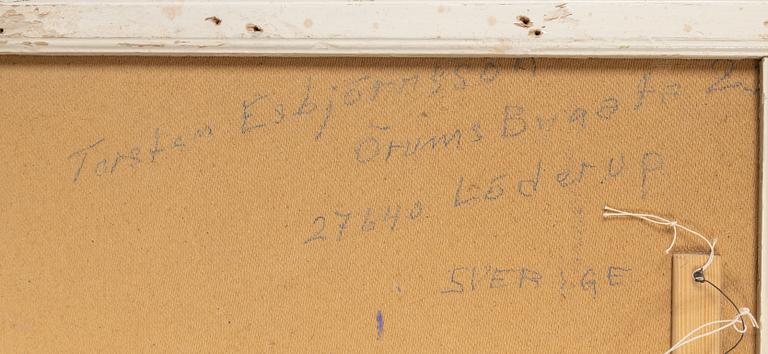 Torsten Esbjörnsson
Örums Bygata 2
27640 Löderup
SVERIGE